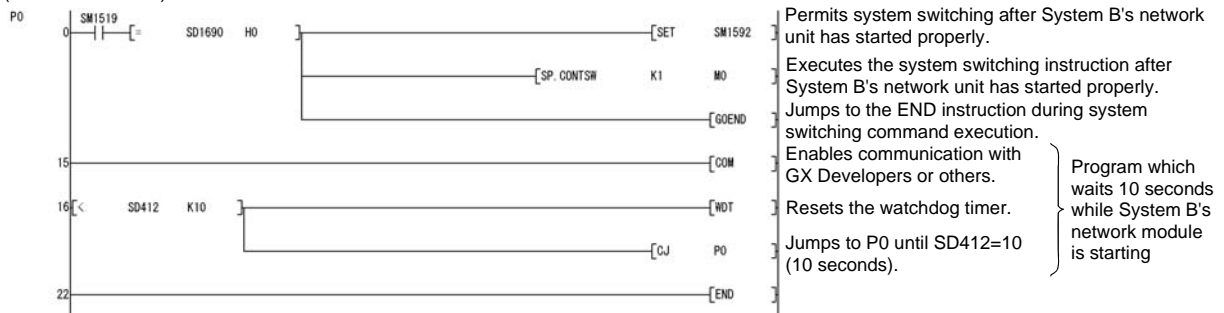 P0
SM1519
0 [= SD1690 H0 ] [SET SM1592 ]
Permits system switching after System B's network
unit has started properly.
[SP.CONTSW K1 M0 ]
Executes the system switching instruction after
System B's network unit has started properly.
[GOEND ]
Jumps to the END instruction during system
switching command execution.
15 [COM ]
Enables communication with
GX Developers or others.
16 [< SD412 K10 ] [WDT ]
Resets the watchdog timer.
[CJ P0 ]
Jumps to P0 until SD412=10
(10 seconds).
Program which
waits 10 seconds
while System B's
network module
is starting
22 [END ]